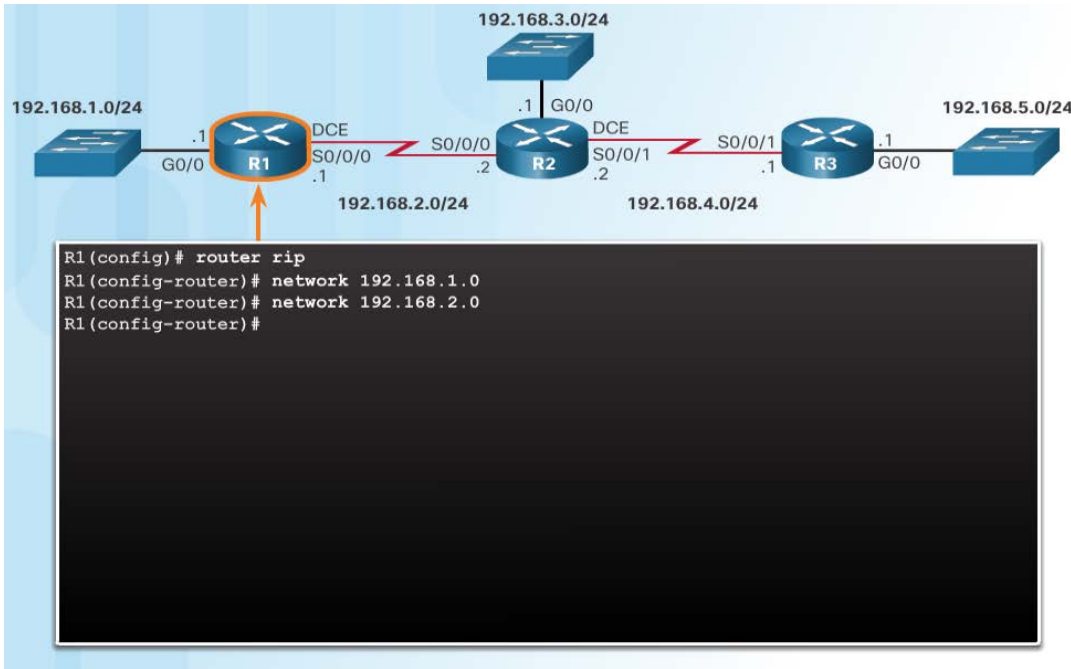 192.168.3.0/24
192.168.1.0/24
.1 G0/0
192.168.5.0/24
.1
DCE
S0/0/0
DCE
S0/0/1
.1
G0/0
R1
S0/0/0
.2
R2
S0/0/1
.1
R3
G0/0
.1
.2
192.168.2.0/24
192.168.4.0/24
R1(config)# router rip
R1(config-router)# network 192.168.1.0
R1(config-router)# network 192.168.2.0
R1(config-router)#